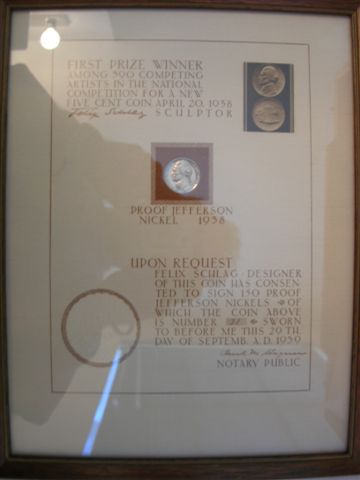 FIRST PRIZE WINNER
AMONG 390 COMPETING
ARTISTS IN THE NATIONAL
COMPETITION FOR A NEW
FIVE CENT COIN APRIL 20, 1938
Felix Schlag SCULPTOR
PROOF JEFFERSON
NICKEL 1938
UPON REQUEST
FELIX SCHLAG DESIGNER
OF THIS COIN HAS CONSEN-
TED TO SIGN 150 PROOF
JEFFERSON NICKELS OF
WHICH THE COIN ABOVE
IS NUMBER SWORN
TO BEFORE ME THIS 29TH
DAY OF SEPTEMB. A.D. 1939
NOTARY PUBLIC